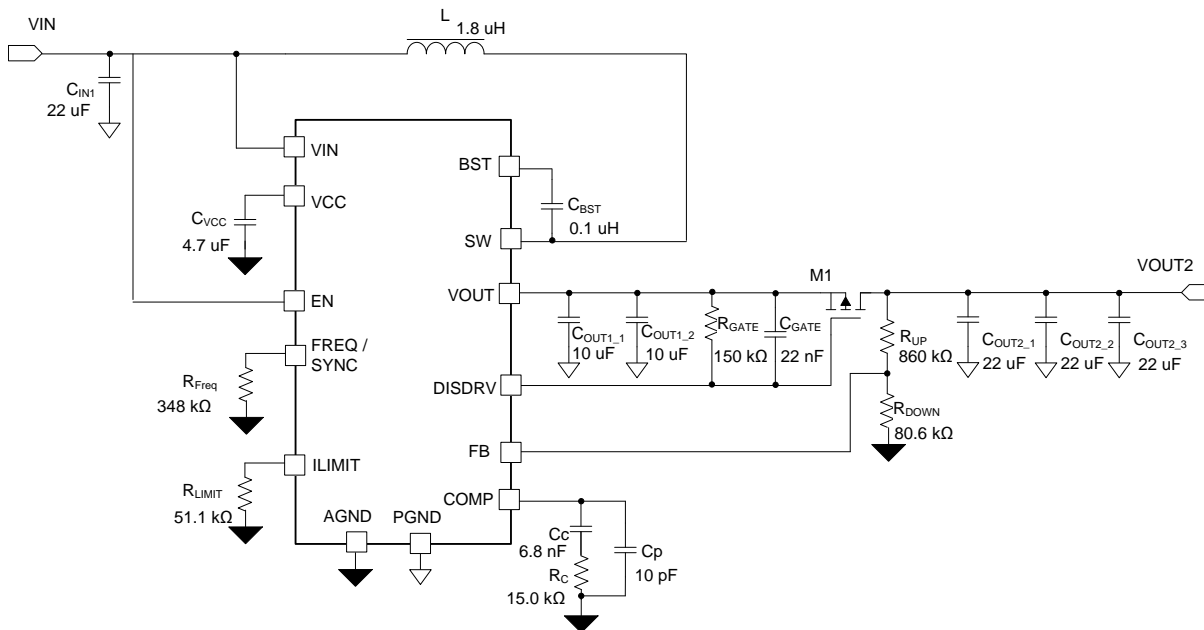 VIN
L
1.8 uH
CIN1
22 uF
VIN
VCC
CVCC
4.7 uF
EN
FREQ /
SYNC
RFreq
348 kΩ
ILIMIT
RLIMIT
51.1 kΩ
AGND
PGND
BST
CBST
0.1 uH
SW
VOUT
DISDRV
FB
COMP
COUT1_1
10 uF
COUT1_2
10 uF
RGATE
150 kΩ
CGATE
22 nF
M1
VOUT2
RUP
860 kΩ
RDOWN
80.6 kΩ
COUT2_1
22 uF
COUT2_2
22 uF
COUT2_3
22 uF
Cc
6.8 nF
RC
15.0 kΩ
Cp
10 pF